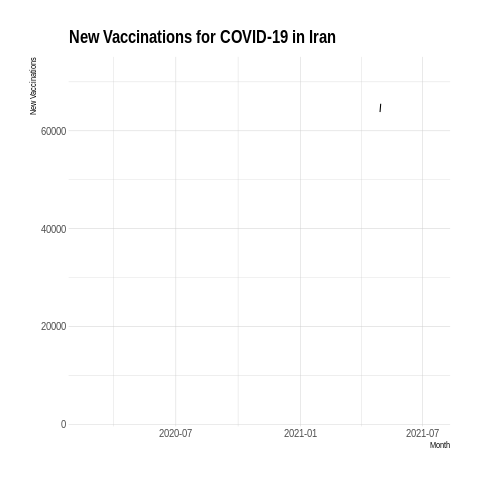 New Vaccinations for COVID-19 in Iran
New Vaccinations
60000
40000
20000
0
2020-07 2021-01 2021-07
Month